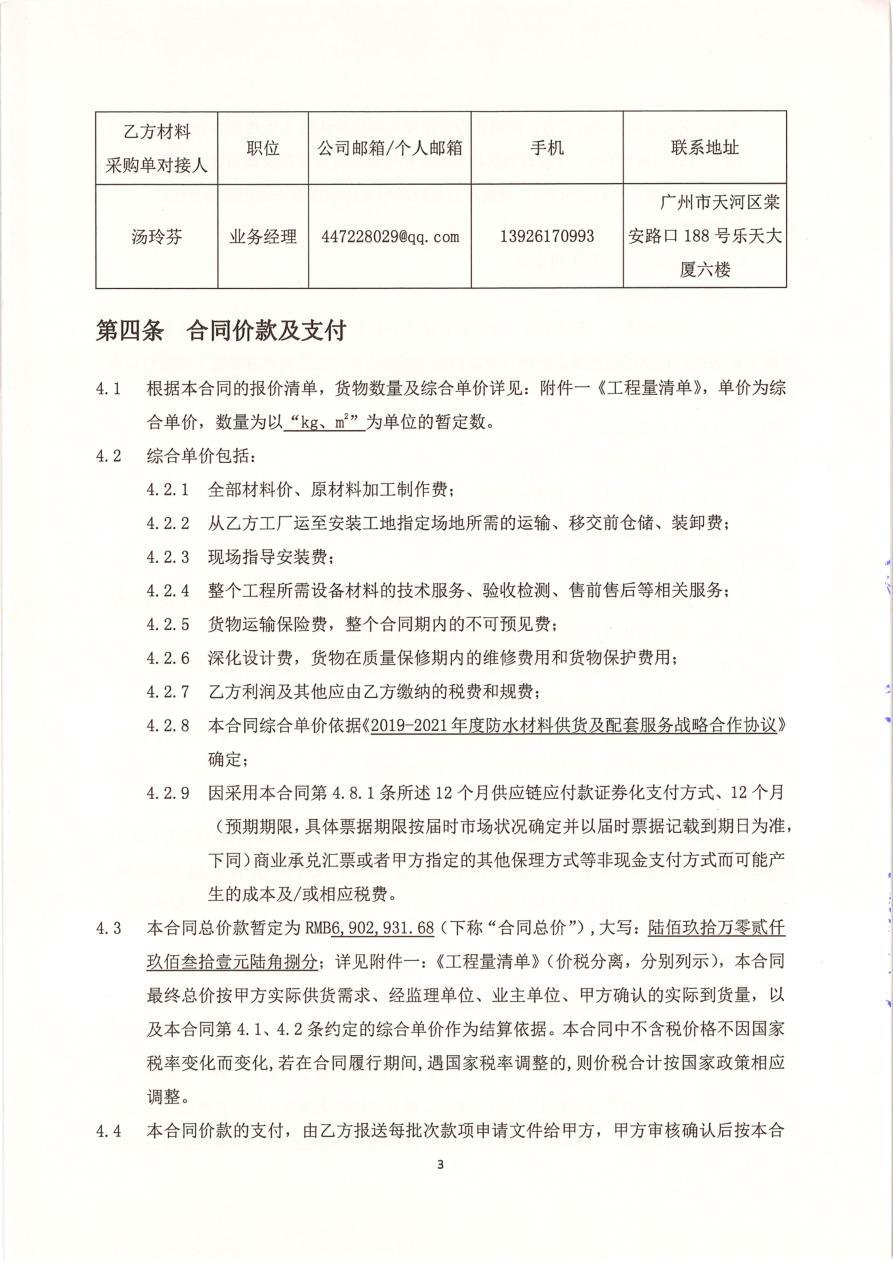 乙方材料
采购单对接人
职位
公司邮箱/个人邮箱
手机
联系地址
汤玲芬
业务经理
447228029@qq.com
13926170993
广州市天河区棠
安路口 188 号乐天大
厦六楼
第四条 合同价款及支付
4.1 根据本合同的报价清单，货物数量及综合单价详见：附件一《工程量清单》，单价为综
合单价，数量为以“kg、m²”为单位的暂定数。
4.2 综合单价包括：
4.2.1 全部材料价、原材料加工制作费；
4.2.2 从乙方工厂运至安装工地指定场地所需的运输、移交前仓储、装卸费；
4.2.3 现场指导安装费；
4.2.4 整个工程所需设备材料的技术服务、验收检测、售前售后等相关服务；
4.2.5 货物运输保险费，整个合同期内的不可预见费；
4.2.6 深化设计费，货物在质量保修期内的维修费用和货物保护费用；
4.2.7 乙方利润及其他应由乙方缴纳的税费和规费；
4.2.8 本合同综合单价依据《2019-2021 年度防水材料供货及配套服务战略合作协议》
确定；
4.2.9 因采用本合同第 4.8.1 条所述 12 个月供应链应付款证券化支付方式、12 个月
（预期期限，具体票据期限按届时市场状况确定并以届时票据记载到期日为准，
下同）商业承兑汇票或者甲方指定的其他保理方式等非现金支付方式而可能产
生的成本及/或相应税费。
4.3 本合同总价款暂定为 RMB6,902,931.68（下称“合同总价”）,大写：陆佰玖拾万零贰仟
玖佰叁拾壹元陆角捌分；详见附件一：《工程量清单》（价税分离，分别列示），本合同
最终总价按甲方实际供货需求、经监理单位、业主单位、甲方确认的实际到货量，以
及本合同第 4.1、4.2 条约定的综合单价作为结算依据。本合同中不含税价格不因国家
税率变化而变化,若在合同履行期间,遇国家税率调整的,则价税合计按国家政策相应
调整。
4.4 本合同价款的支付，由乙方报送每批次款项申请文件给甲方，甲方审核确认后按本合
3